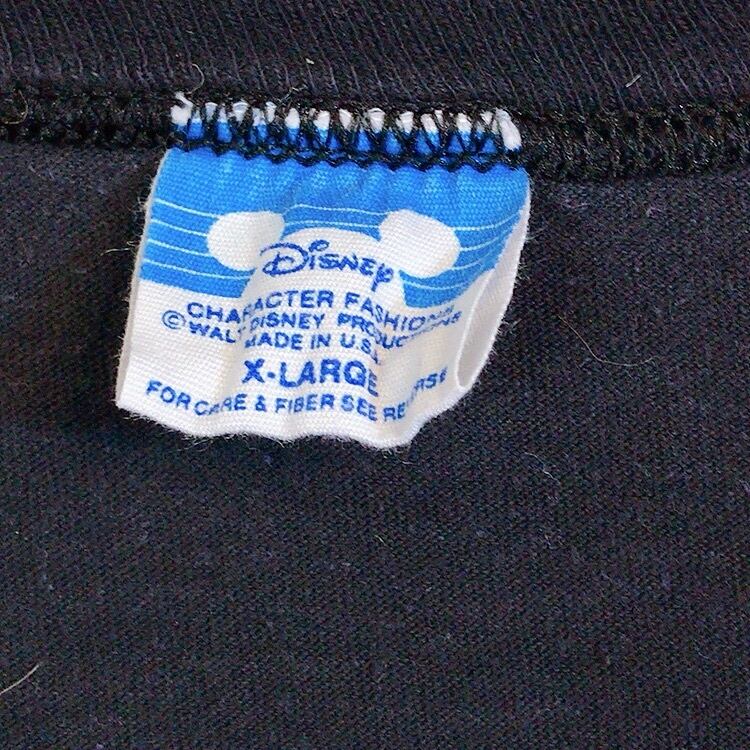 Disney
CHARACTER FASHIONS
©WALT DISNEY PRODUCTIONS
MADE IN U.S.A.
X-LARGE
FOR CARE & FIBER SEE REVERSE